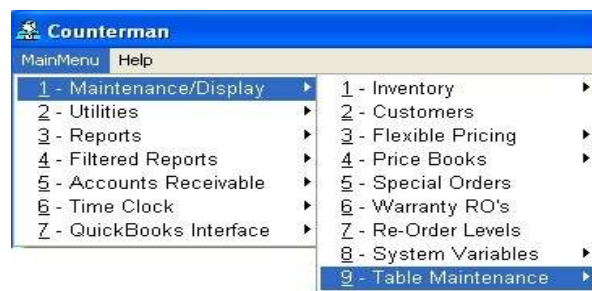 Counterman
MainMenu Help
1 - Maintenance/Display
2 - Utilities
3 - Reports
4 - Filtered Reports
5 - Accounts Receivable
6 - Time Clock
7 - QuickBooks Interface
1 - Inventory
2 - Customers
3 - Flexible Pricing
4 - Price Books
5 - Special Orders
6 - Warranty RO's
7 - Re-Order Levels
8 - System Variables
9 - Table Maintenance